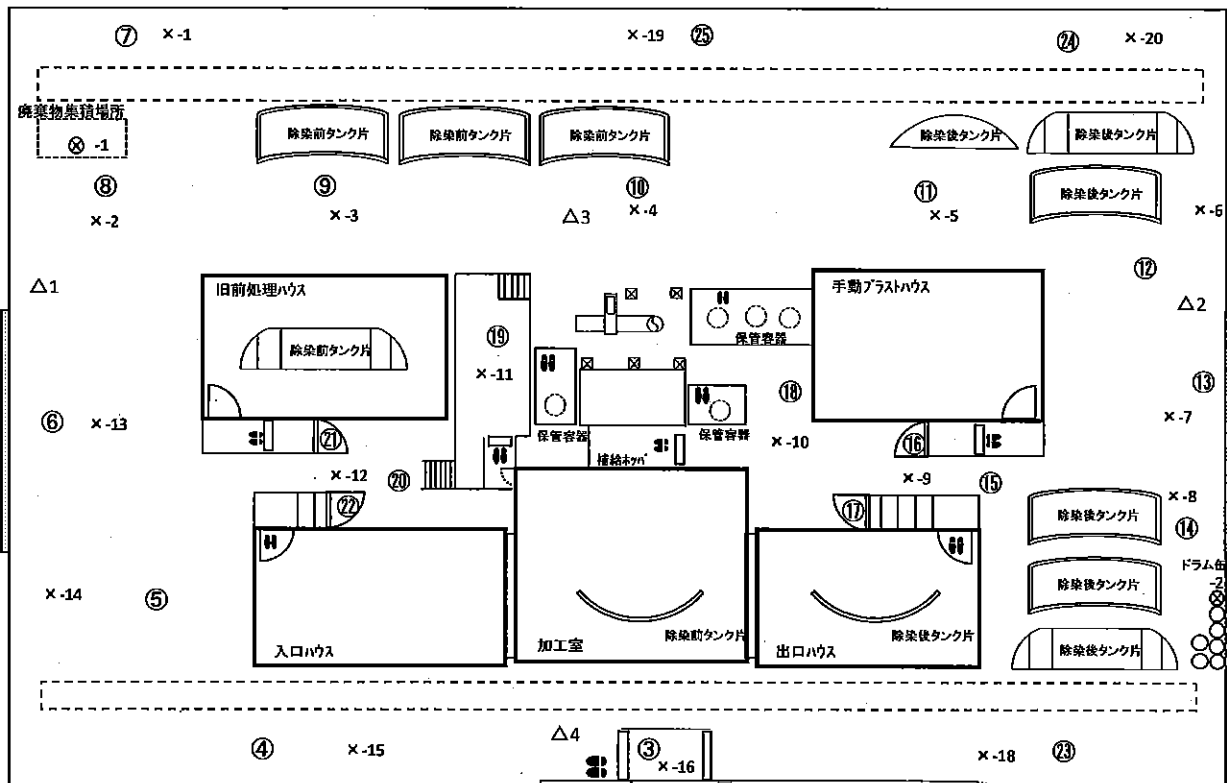 ⑦ ×-1 ×-19 ㉕ ㉔ ×-20
廃棄物集積場所
⊗ -1
除染前タンク片 除染前タンク片 除染前タンク片 除染後タンク片 除染後タンク片
⑧ ⑨ ⑩ ⑪ 除染後タンク片
×-2 ×-3 △3 ×-4 ×-5 ×-6
⑫
△1 旧前処理ハウス 手動ブラストハウス △2
除染前タンク片 ⑲ 保管容器
×-11 ⑱ ⑬
⑥ ×-13 ×-7
保管容器 保管容器
㉑ 補給ホッパ ×-10 ⑯
×-12 ⑳ ×-9 ⑮
㉒ ⑰ ×-8
除染後タンク片 ⑭
ドラム缶
-2
×-14 ⑤ 除染後タンク片
除染前タンク片 除染後タンク片
入口ハウス 加工室 出口ハウス 除染後タンク片
④ ×-15 △4 ③ ×-18 ㉓
×-16